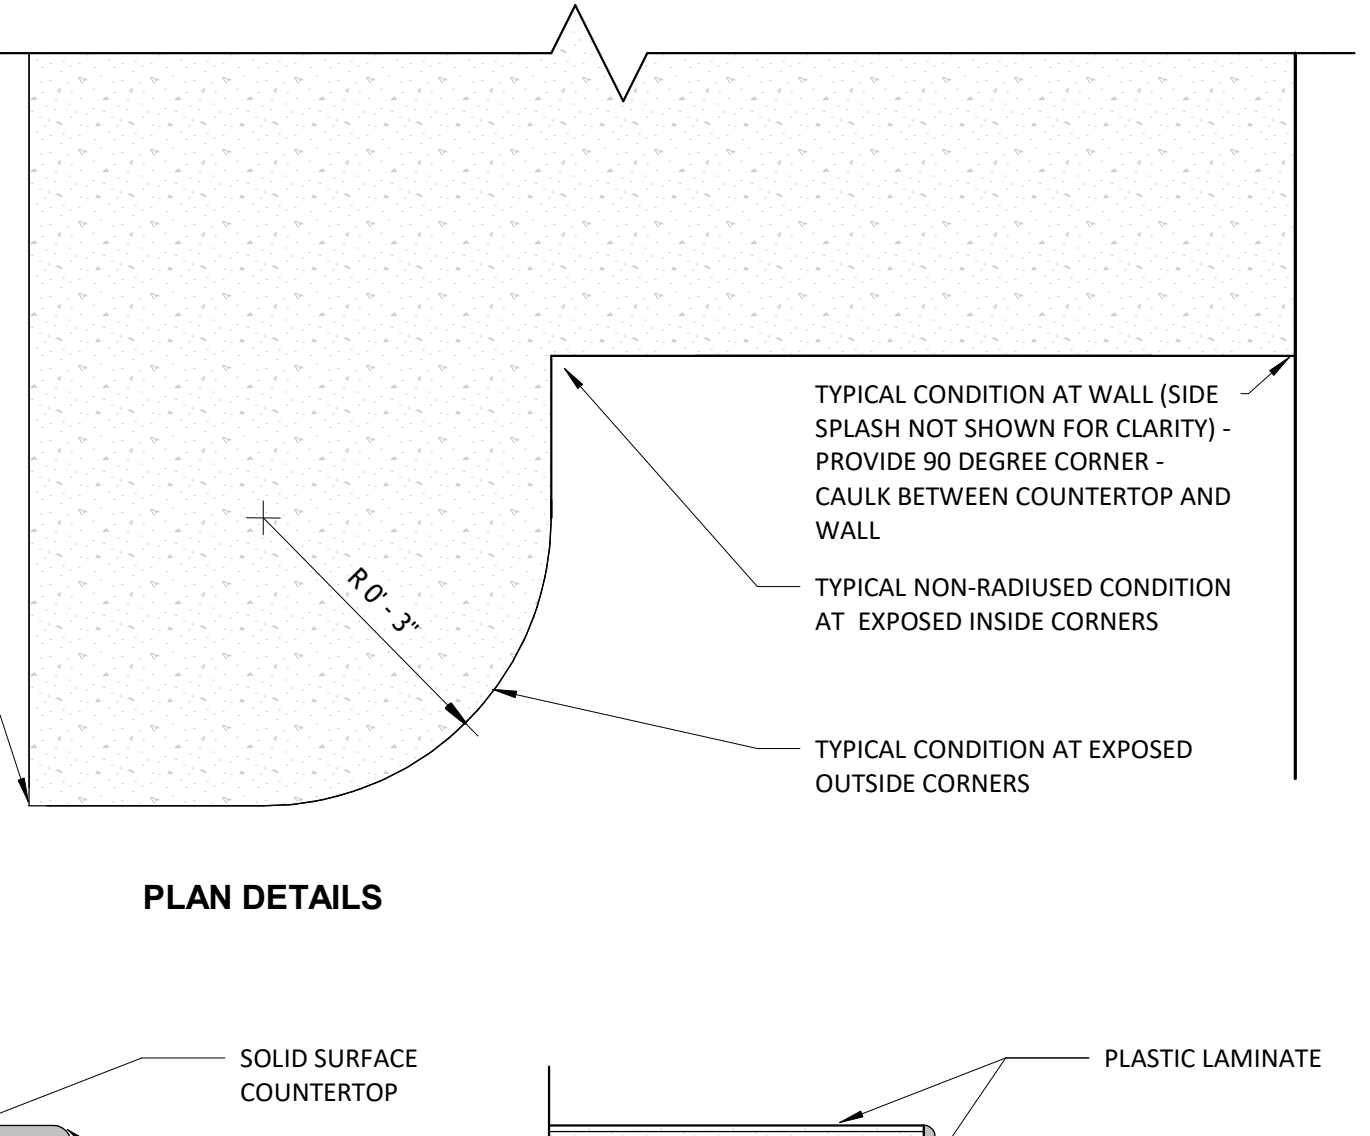 TYPICAL CONDITION AT WALL (SIDE
SPLASH NOT SHOWN FOR CLARITY) -
PROVIDE 90 DEGREE CORNER -
CAULK BETWEEN COUNTERTOP AND
WALL
R 0' - 3"
TYPICAL NON-RADIUSED CONDITION
AT EXPOSED INSIDE CORNERS
TYPICAL CONDITION AT EXPOSED
OUTSIDE CORNERS
PLAN DETAILS
SOLID SURFACE
COUNTERTOP
PLASTIC LAMINATE